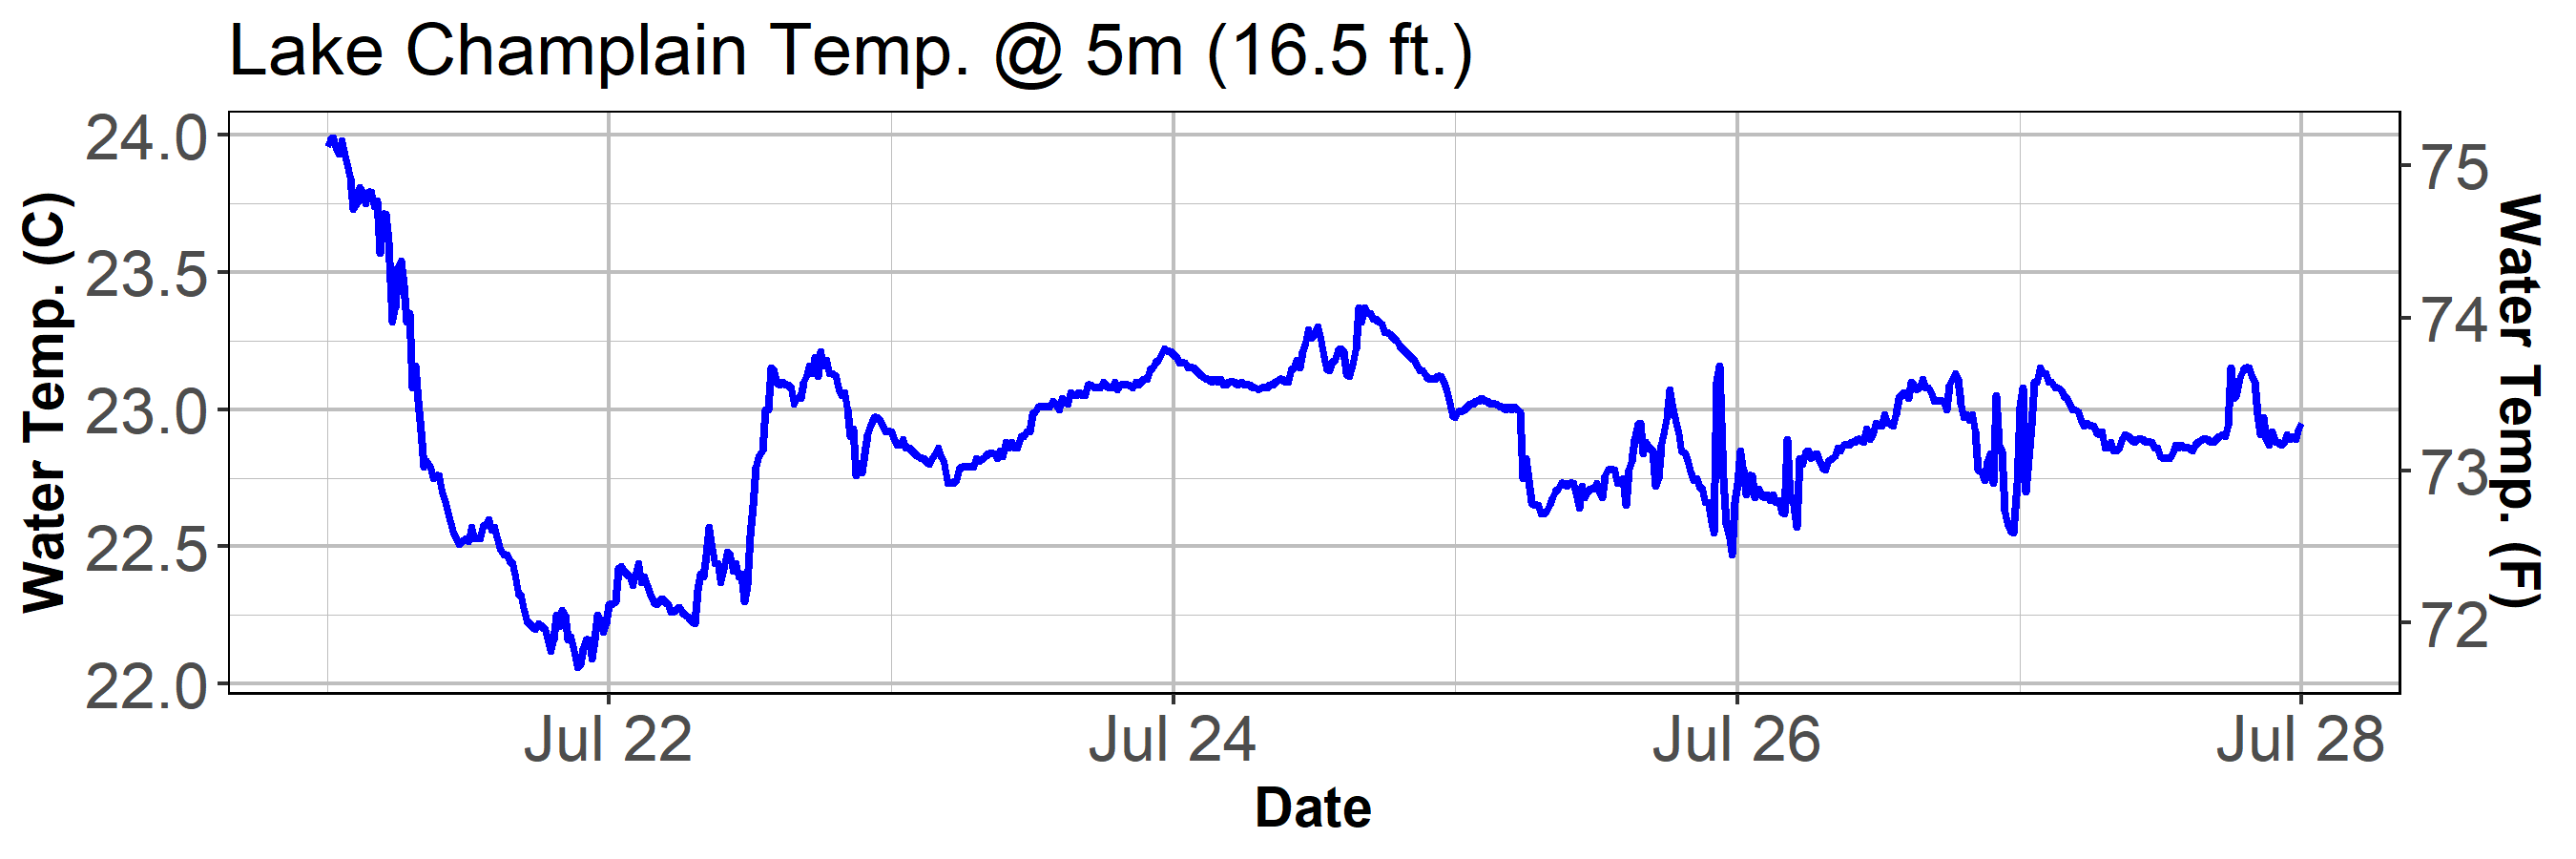 Lake Champlain Temp. @ 5m (16.5 ft.)
Water Temp. (C)
24.0
23.5
23.0
22.5
22.0
75
74
73
72
Water Temp. (F)
Jul 22
Jul 24
Jul 26
Jul 28
Date